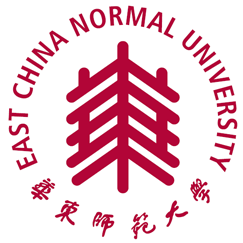 EAST CHINA NORMAL UNIVERSITY
華東師範大學